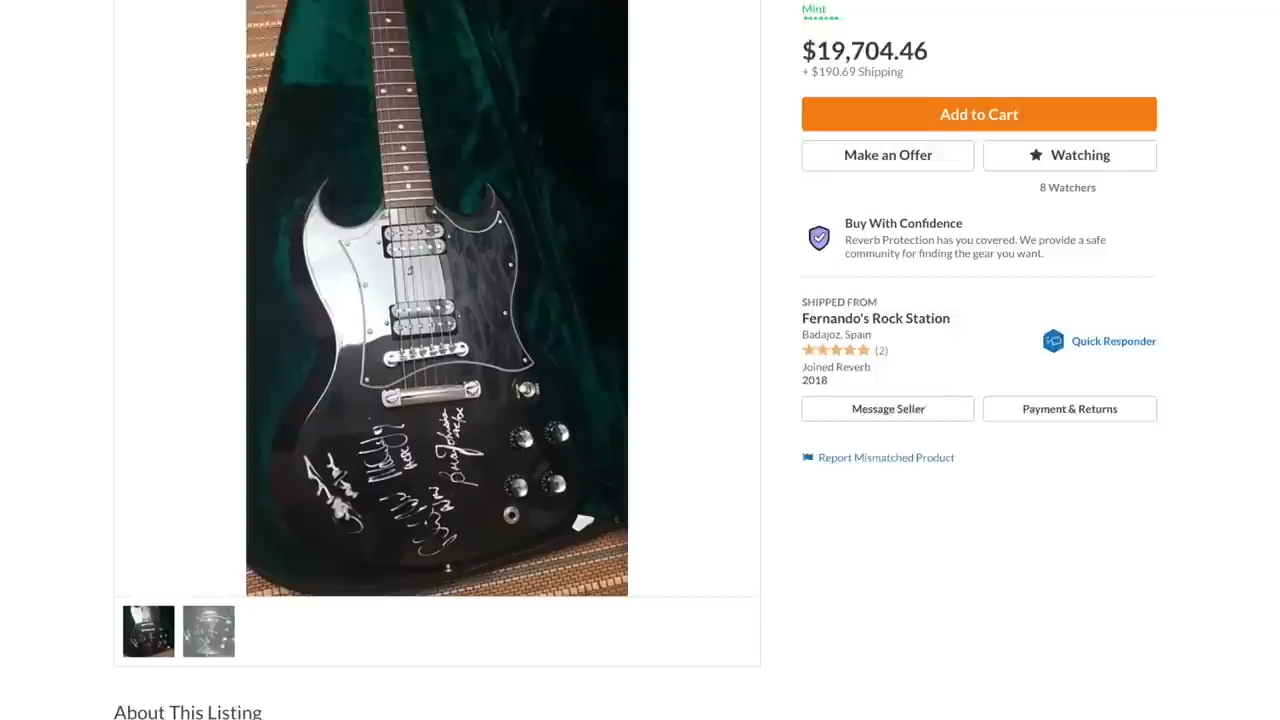 Mint
$19,704.46
+ $190.69 Shipping
Add to Cart
Make an Offer
Watching
8 Watchers
Buy With Confidence
Reverb Protection has you covered. We provide a safe
community for finding the gear you want.
SHIPPED FROM
Fernando's Rock Station
Badajoz, Spain
(2)
Quick Responder
Joined Reverb
2018
Message Seller
Payment & Returns
Report Mismatched Product
About This Listing